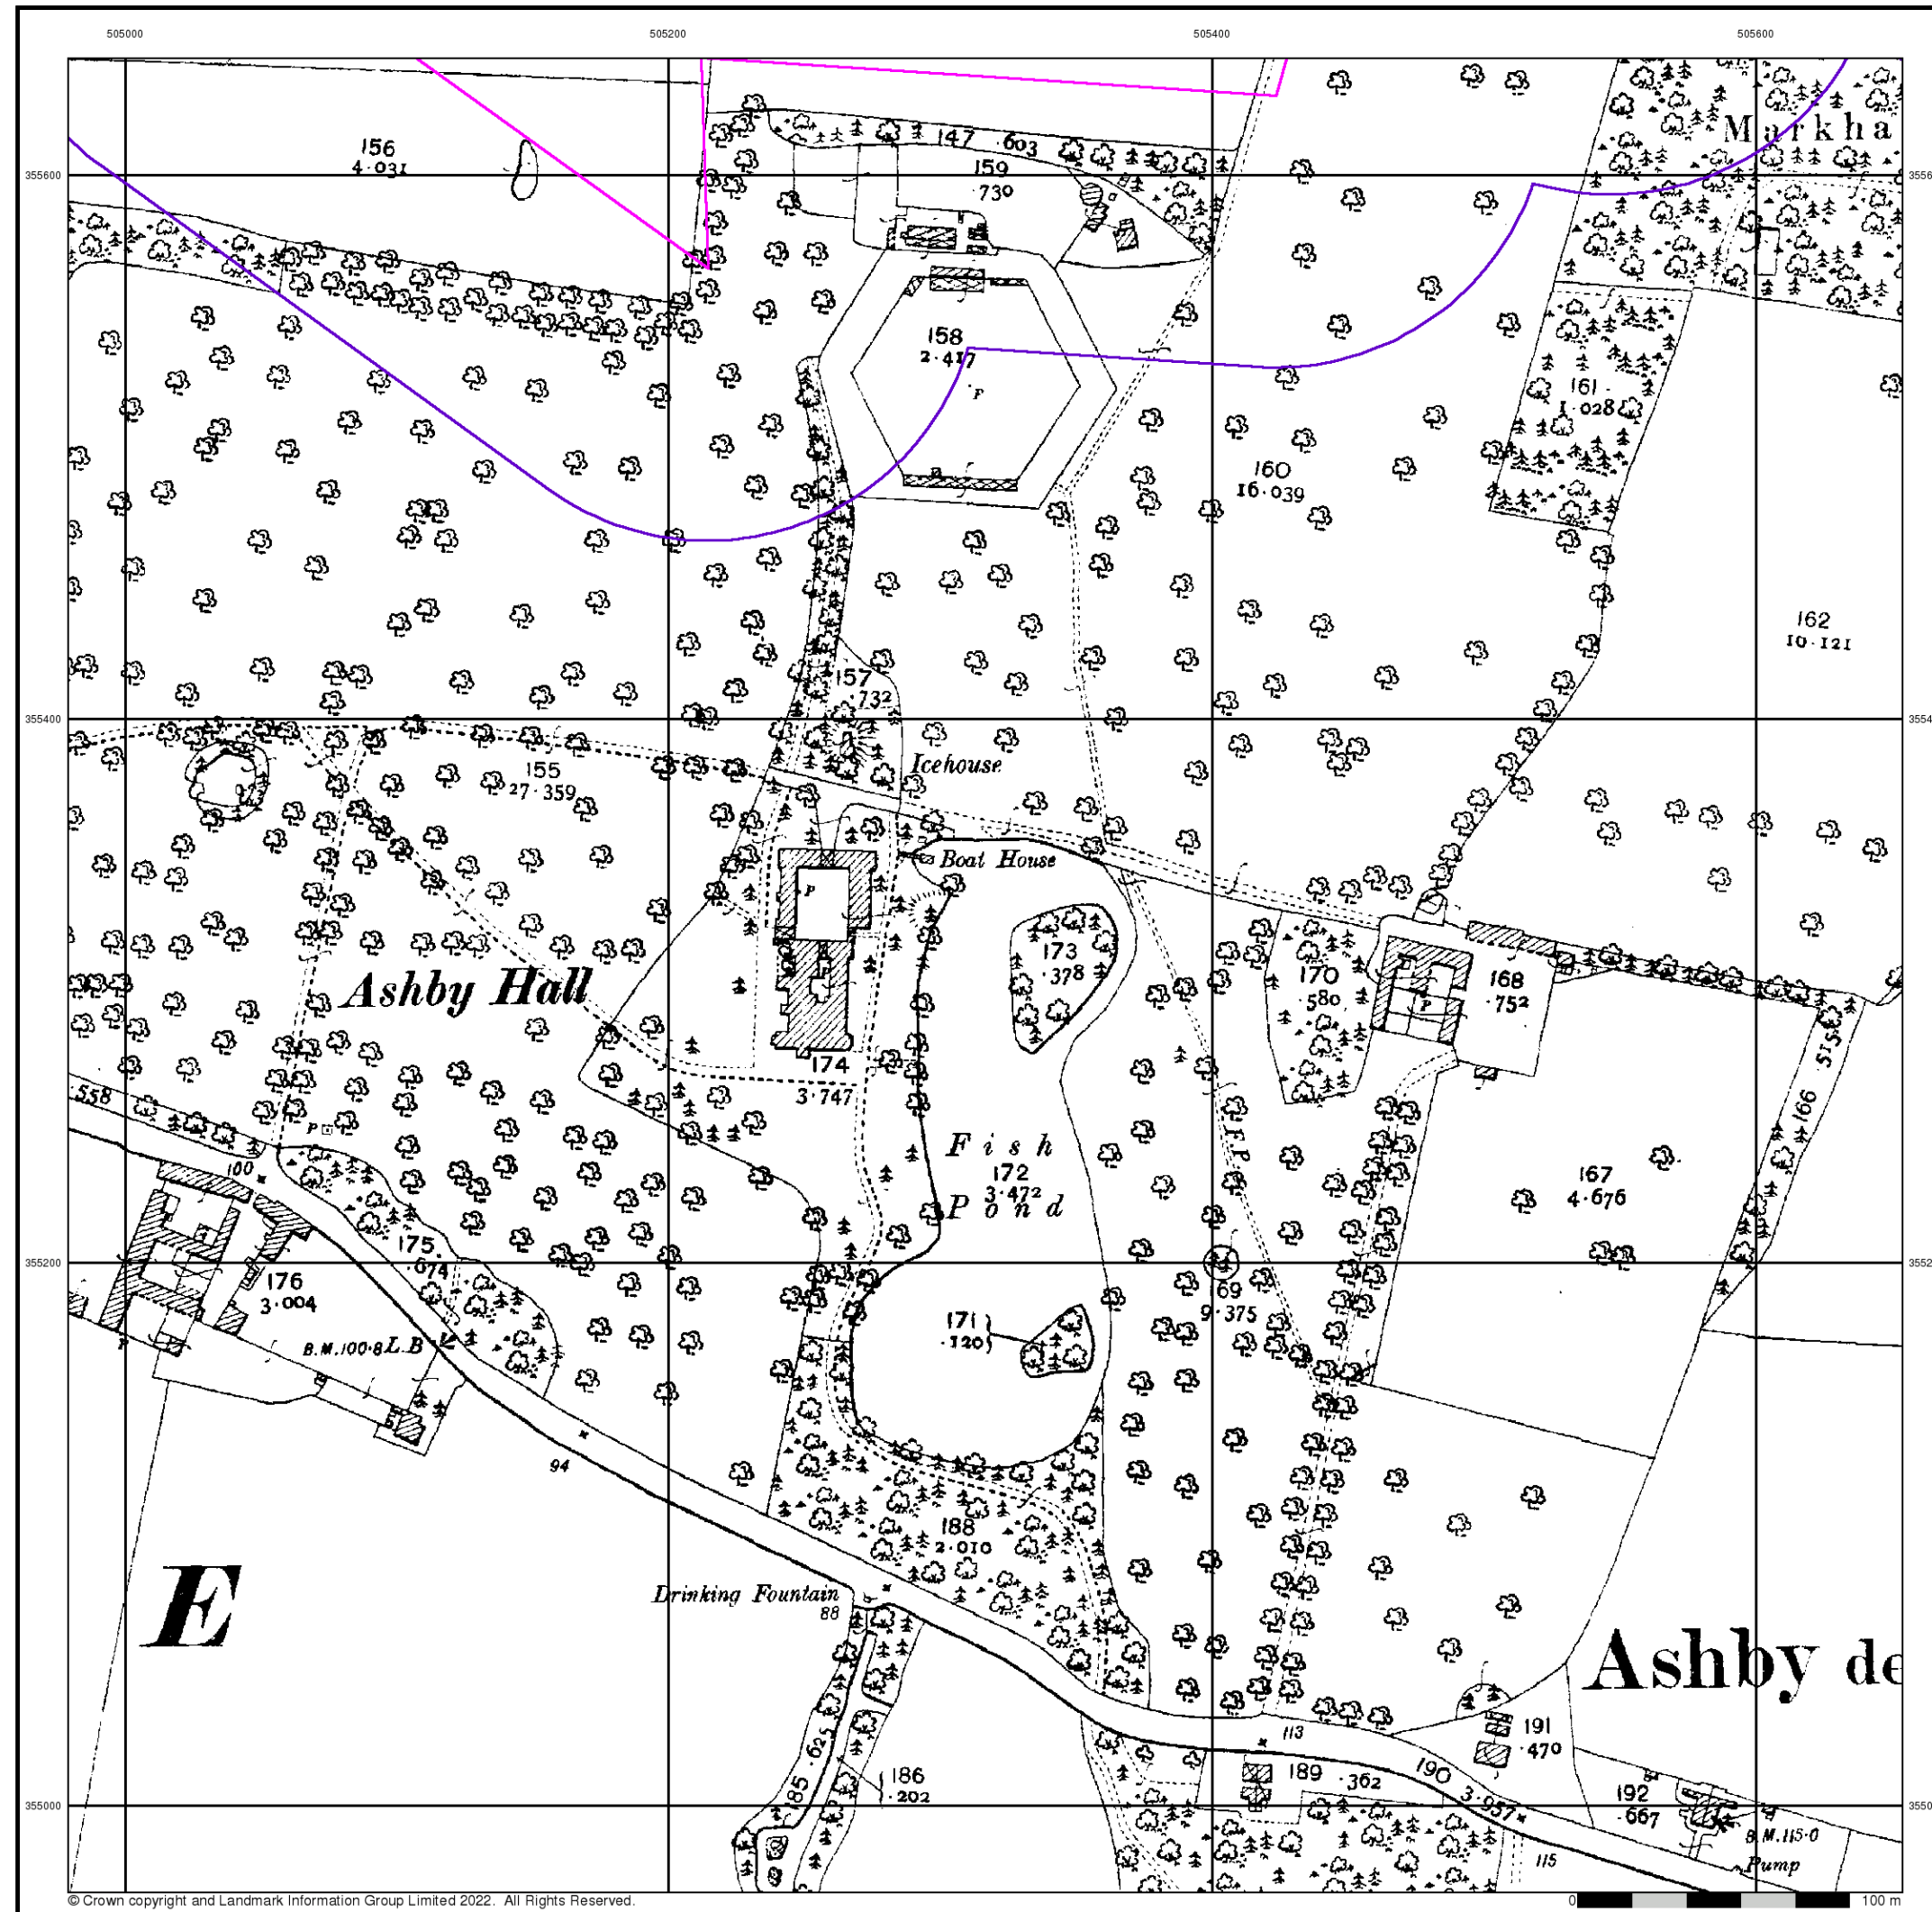 505000 505200 505400 505600
Markha
147 .603
156
4.031
159
.739
355600
158
2.417
P
161
1.028
160
16.039
162
10.121
157
.732
355400
Icehouse
155
27.359
Boat House
P
173
.378
170
.580
168
.752
P
Ashby Hall
166 .515
174
3.747
.558
P
Fish
172
3.472
Pond
F.P.
167
4.676
100
175
.674
355200
176
3.004
169
9.375
171
.120
B.M.100.8
L.B
P
94
188
2.010
Drinking Fountain
88
E
Ashby de
113
191
.470
185 .625
186
.202
189 .362
190 3.957
192
.667
355000
B.M.115.0
Pump
115
© Crown copyright and Landmark Information Group Limited 2022. All Rights Reserved.
0 100 m